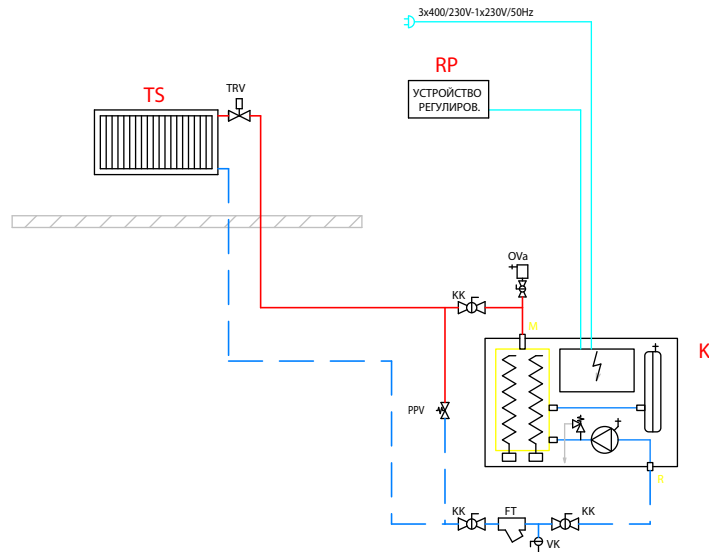 3x400/230V-1x230V/50Hz
RP
УСТРОЙСТВО
РЕГУЛИРОВ.
TS
TRV
OVa
KK
M
K
PPV
R
KK
FT
KK
VK